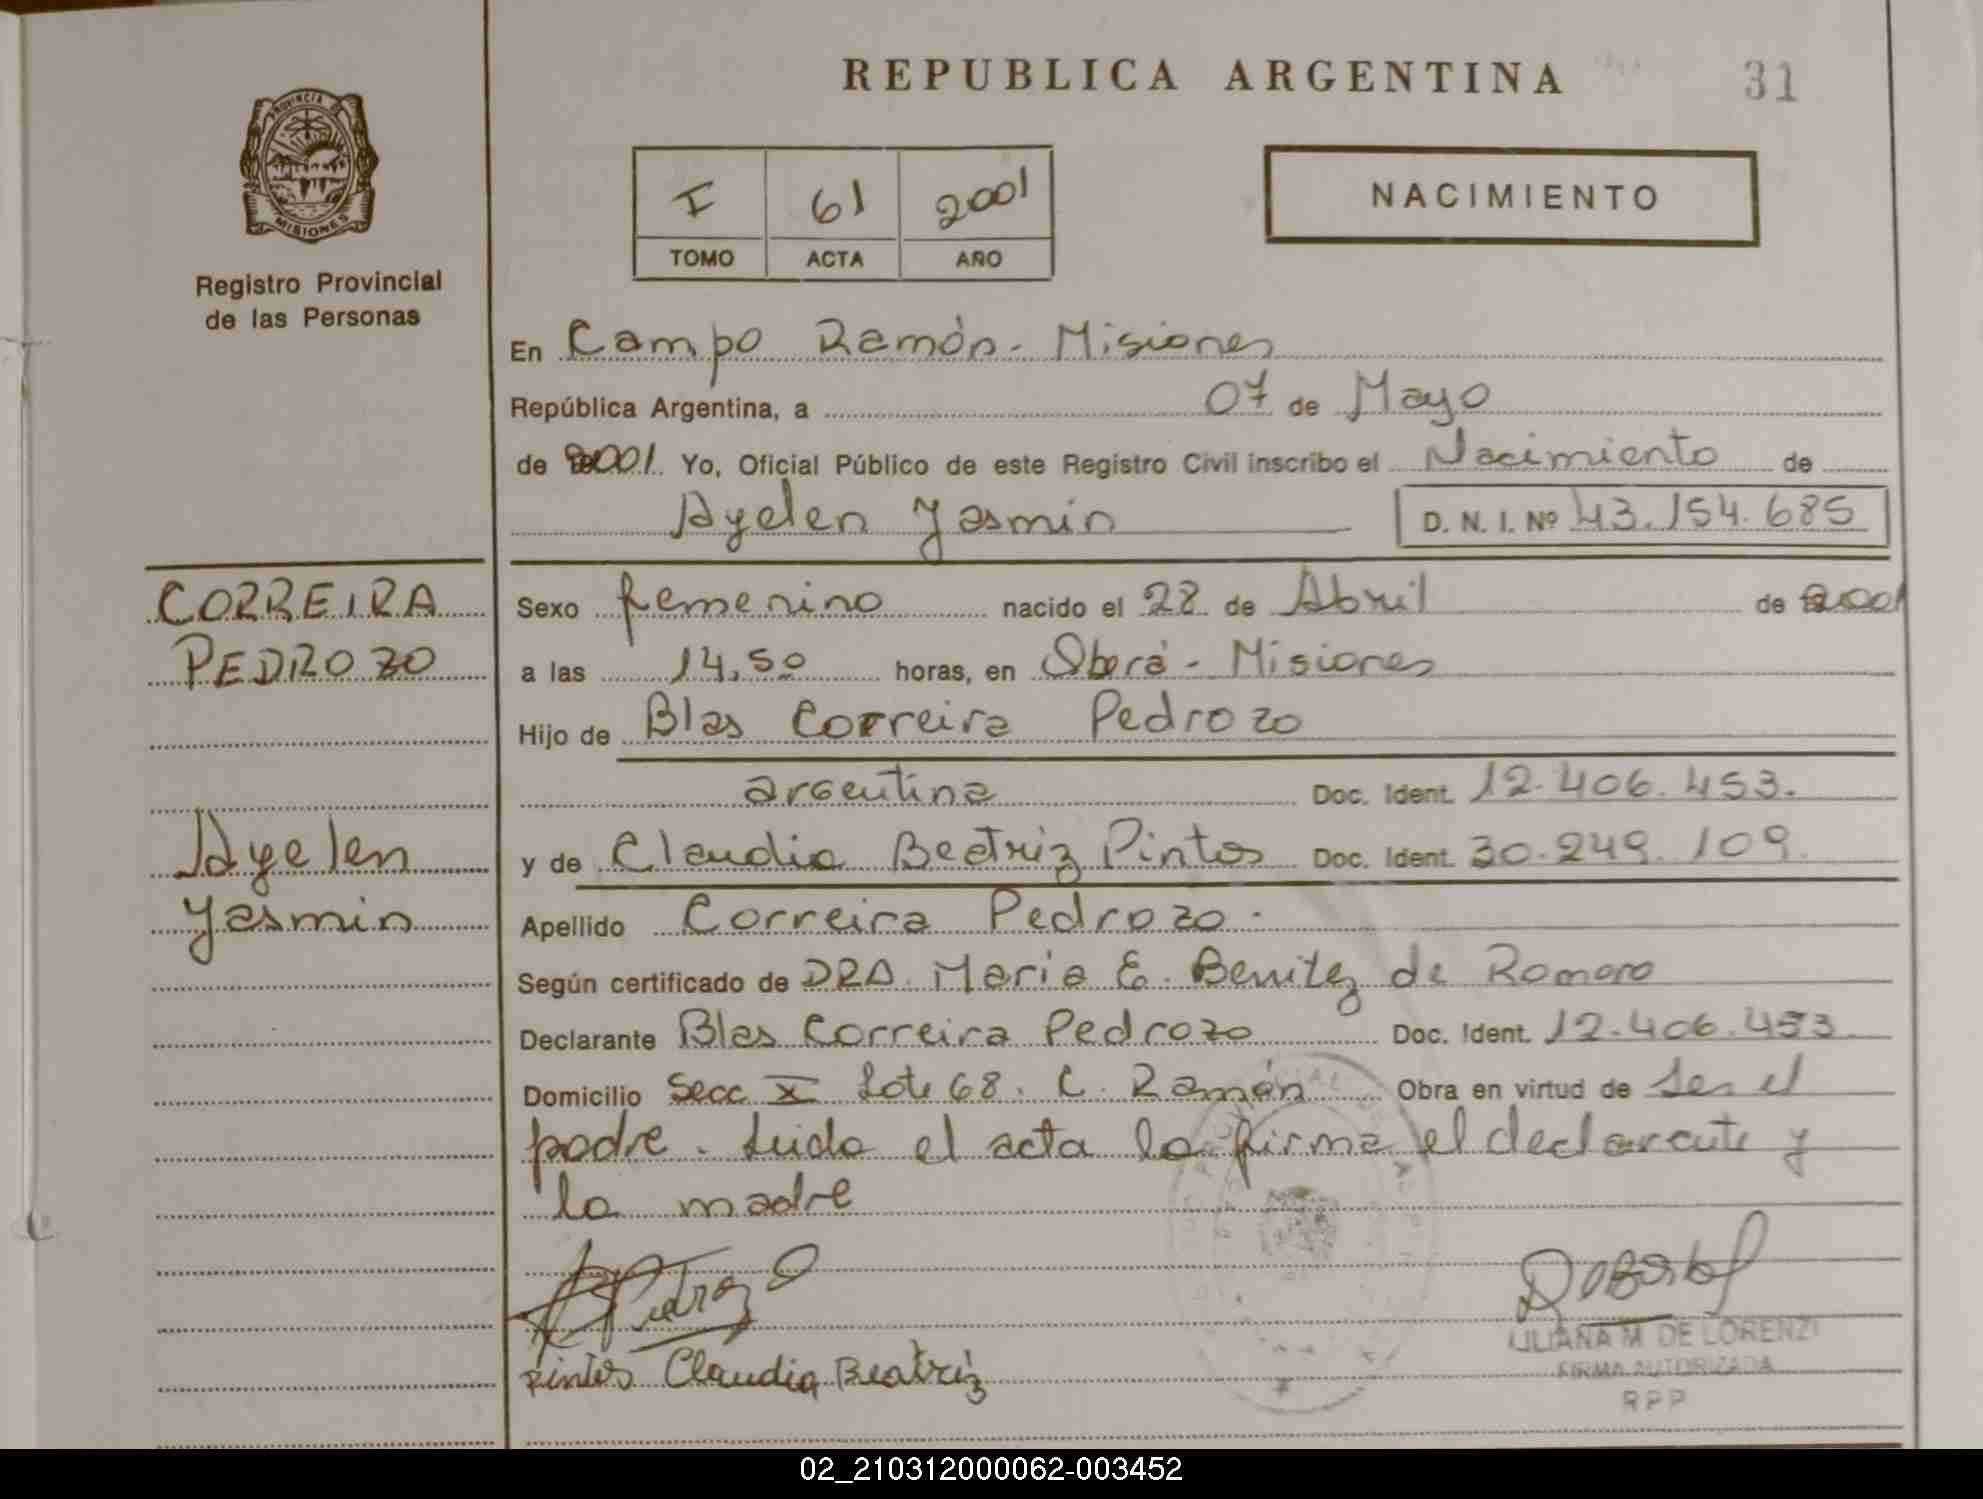 REPUBLICA ARGENTINA
31
PROVINCIA DE
MISIONES
Registro Provincial
de las Personas
I 61 2001
TOMO ACTA AÑO
NACIMIENTO
En Campo Ramón - Misiones
República Argentina, a 07 de Mayo
de 2001. Yo, Oficial Público de este Registro Civil inscribo el Nacimiento de
Ayelen Yasmin
D. N. I. Nº 43.154.685
CORREIRA
PEDROZO
Ayelen
Yasmin
Sexo femenino nacido el 28 de Abril de 2001
a las 14,50 horas, en Oberá - Misiones
Hijo de Blas Correira Pedrozo
argentina Doc. Ident. 12.406.453.
y de Claudia Beatriz Pintos Doc. Ident. 30.249.109.
Apellido Correira Pedrozo.
Según certificado de DRA. Maria E. Benitez de Romero
Declarante Blas Correira Pedrozo Doc. Ident. 12.406.453
Domicilio Secc X Lote 68. C. Ramón Obra en virtud de ser el
padre. Leida el acta la firma el declarante y
la madre
Pedrozo
Pintos Claudia Beatriz
LILIANA M. DE LORENZI
FIRMA AUTORIZADA
R P P
02_210312000062-003452